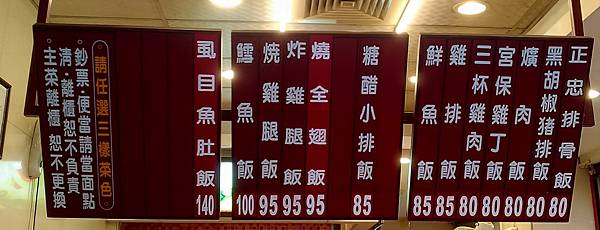 正忠排骨飯 80
黑胡椒豬排飯 80
爌肉飯 80
宮保雞丁飯 80
三杯雞肉飯 80
雞排飯 85
鮮魚飯 85
糖醋小排飯 85
燒全翅飯 95
炸雞腿飯 95
燒雞腿飯 95
鱈魚飯 100
虱目魚肚飯 140
請任選三樣菜色
鈔票、便當請當面點
清,離櫃恕不負責
主菜離櫃恕不更換